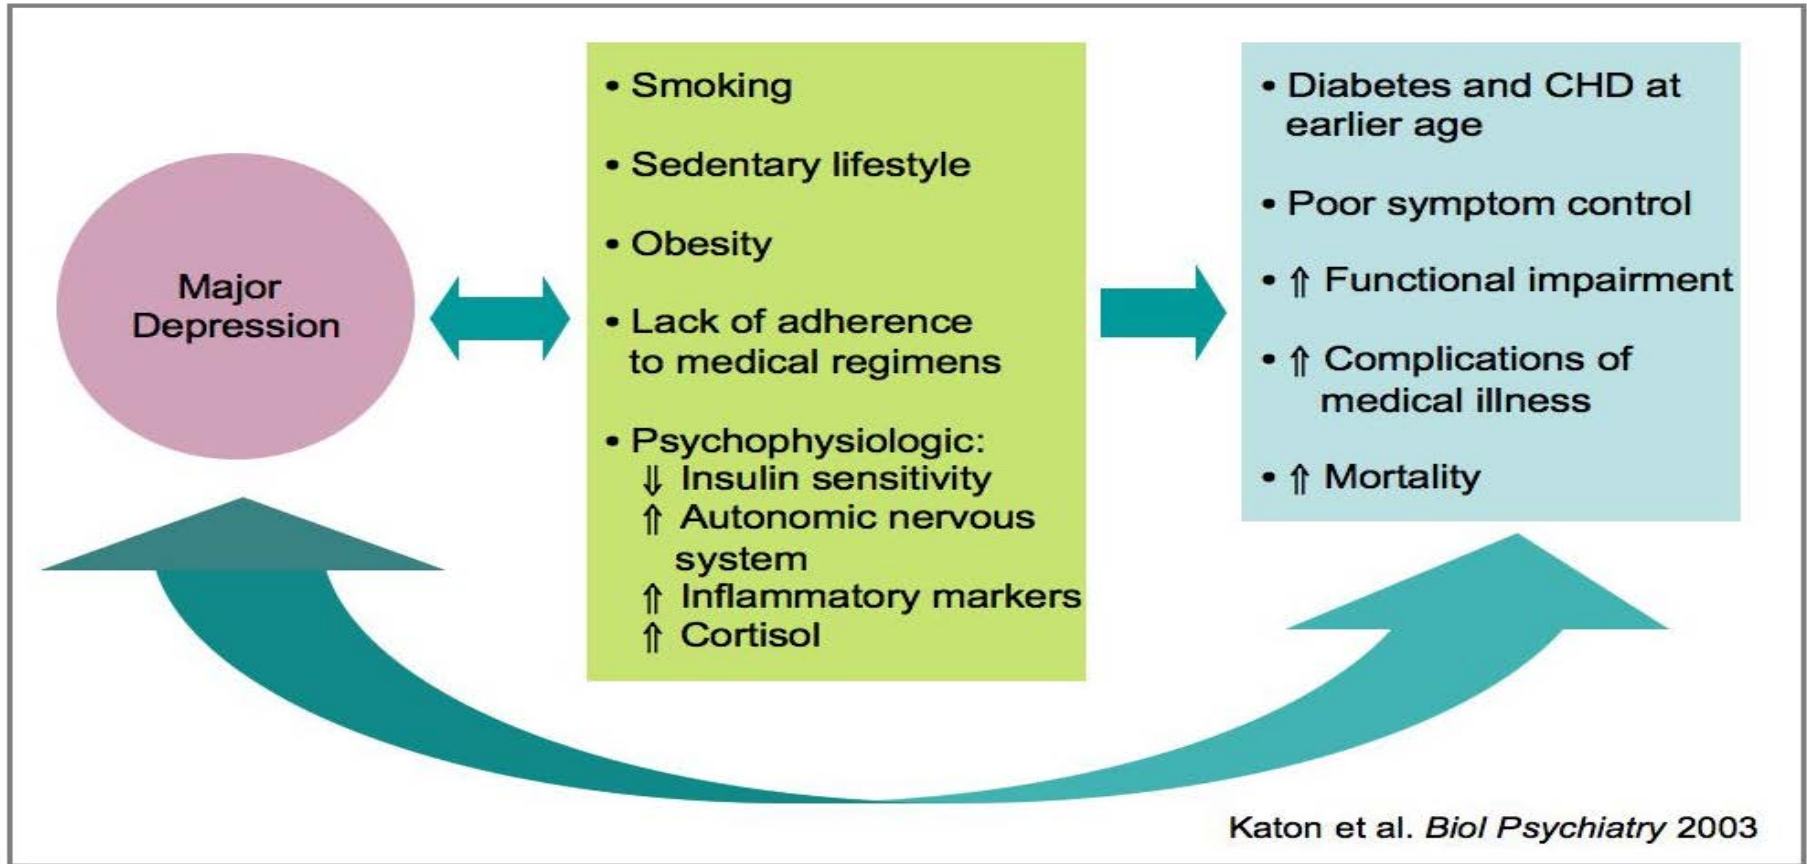 Major
Depression
• Smoking
• Sedentary lifestyle
• Obesity
• Lack of adherence
to medical regimens
• Psychophysiologic:
⇓ Insulin sensitivity
⇑ Autonomic nervous
system
⇑ Inflammatory markers
⇑ Cortisol
• Diabetes and CHD at
earlier age
• Poor symptom control
• ⇑ Functional impairment
• ⇑ Complications of
medical illness
• ⇑ Mortality
Katon et al. Biol Psychiatry 2003